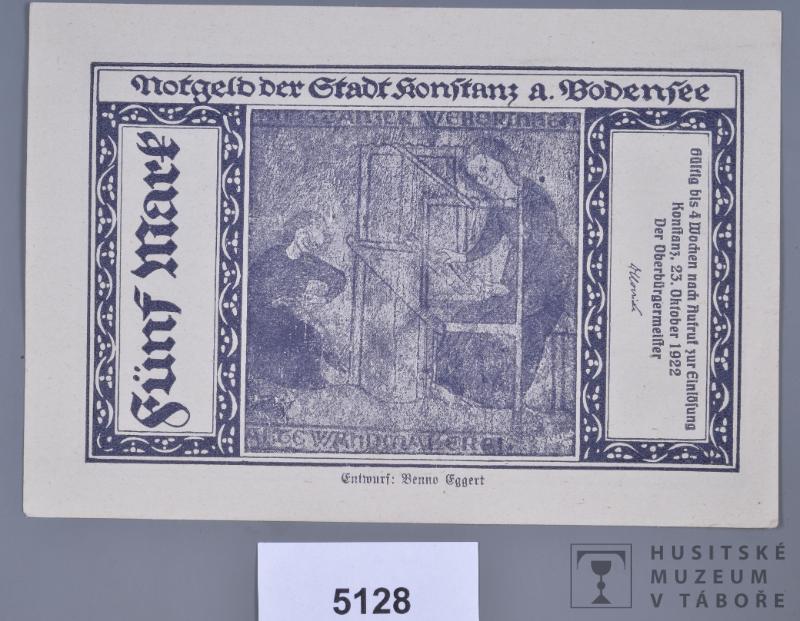 Notgeld der Stadt Konstanz a. Bodensee
Fünf Mark
Gültig bis 4 Wochen nach Aufruf zur Einlösung
Konstanz, 23. Oktober 1922
Der Oberbürgermeister
Entwurf: Benno Eggert
5128
HUSITSKÉ
MUZEUM
V TÁBOŘE